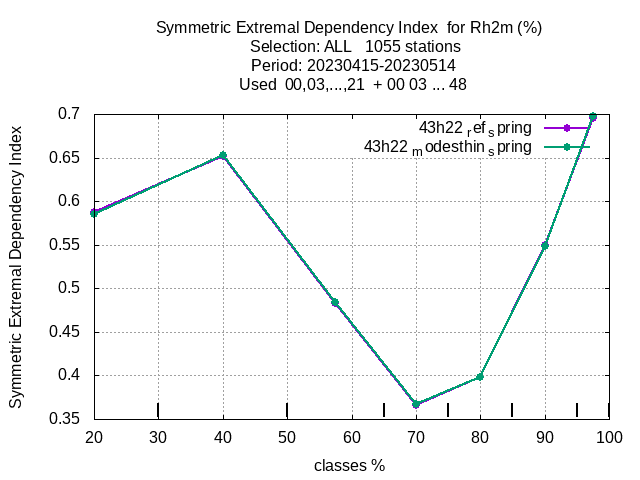 Symmetric Extremal Dependency Index  for Rh2m (%)
Selection: ALL   1055 stations
Period: 20230415-20230514
Used  00,03,...,21  + 00 03 ... 48
Symmetric Extremal Dependency Index
0.7
0.65
0.6
0.55
0.5
0.45
0.4
0.35
43h22 ref spring
43h22 modesthin spring
20 30 40 50 60 70 80 90 100
classes %